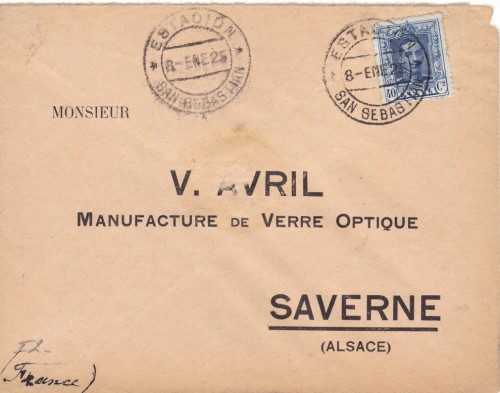 ESTACION
8-ENE 25
SAN SEBASTIAN
ESTACION
8-ENE 25
SAN SEBASTIAN
40 Cs
MONSIEUR
V. AVRIL
MANUFACTURE DE VERRE OPTIQUE
SAVERNE
(ALSACE)
(France)